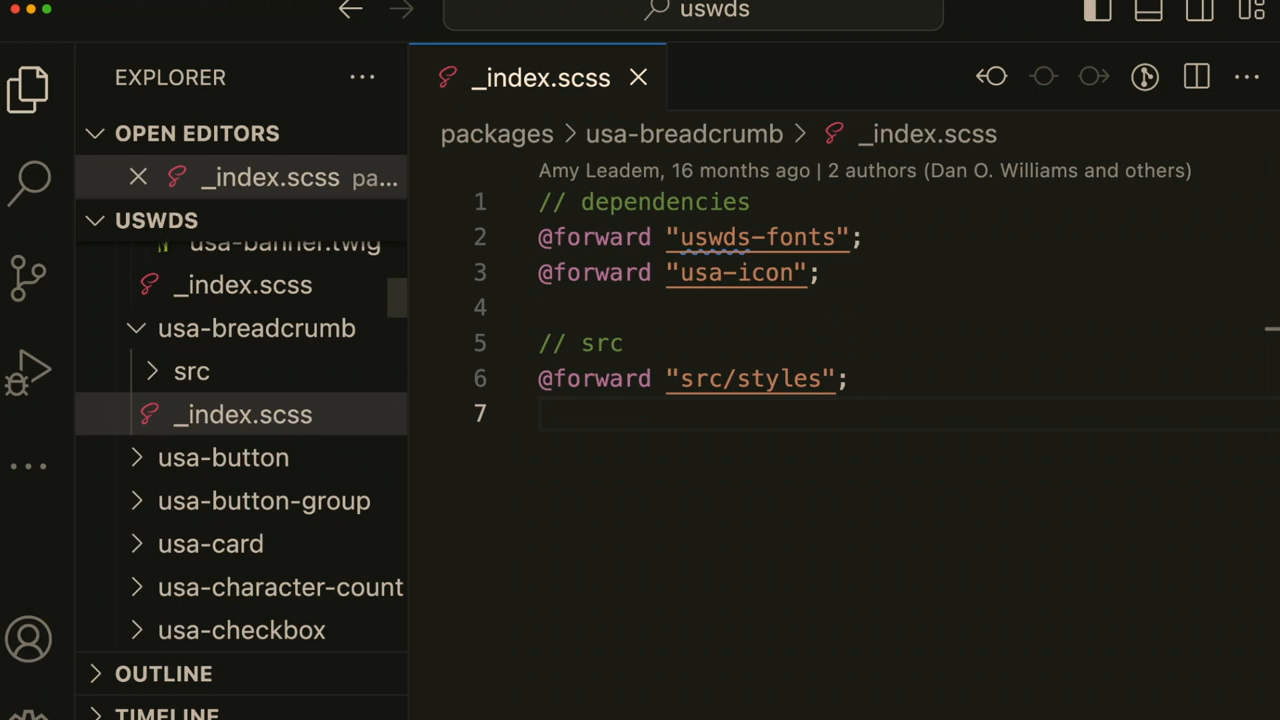 uswds
EXPLORER
_index.scss
OPEN EDITORS
_index.scss pa...
USWDS
usa-banner.twig
_index.scss
usa-breadcrumb
src
_index.scss
usa-button
usa-button-group
usa-card
usa-character-count
usa-checkbox
OUTLINE
TIMELINE
packages > usa-breadcrumb > _index.scss
Amy Leadem, 16 months ago | 2 authors (Dan O. Williams and others)
1 // dependencies
2 @forward "uswds-fonts";
3 @forward "usa-icon";
4
5 // src
6 @forward "src/styles";
7